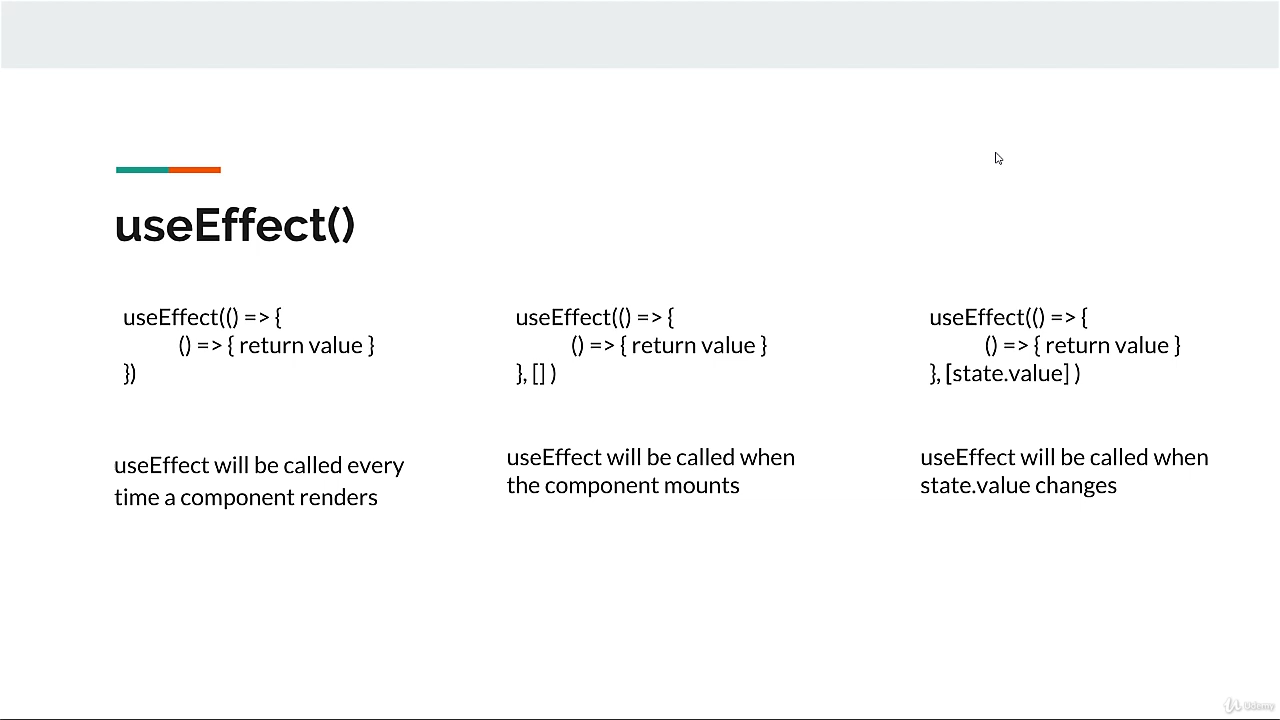 useEffect()
useEffect(() => {
() => { return value }
})
useEffect(() => {
() => { return value }
}, [] )
useEffect(() => {
() => { return value }
}, [state.value] )
useEffect will be called every
time a component renders
useEffect will be called when
the component mounts
useEffect will be called when
state.value changes
Udemy